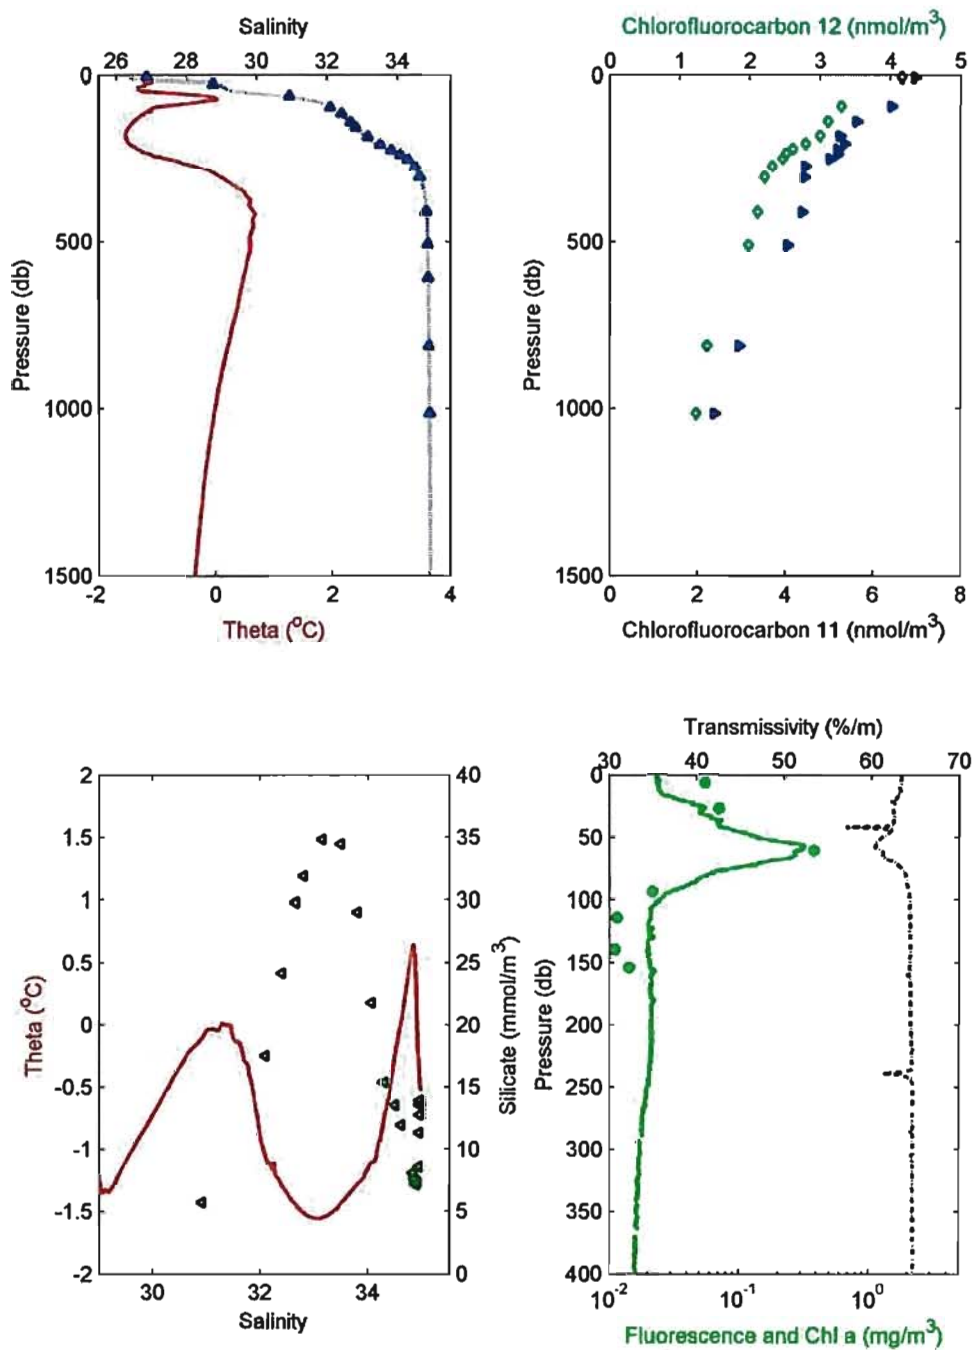 Salinity
26 28 30 32 34
0
500
1000
1500
Pressure (db)
-2 0 2 4
Theta (°C)
Chlorofluorocarbon 12 (nmol/m³)
0 1 2 3 4 5
0
500
1000
1500
Pressure (db)
0 2 4 6 8
Chlorofluorocarbon 11 (nmol/m³)
2
1.5
1
0.5
0
-0.5
-1
-1.5
-2
Theta (°C)
40
35
30
25
20
15
10
5
0
Silicate (mmol/m³)
30 32 34
Salinity
Transmissivity (%/m)
30 40 50 60 70
0
50
100
150
200
250
300
350
400
Pressure (db)
10⁻² 10⁻¹ 10⁰
Fluorescence and Chl a (mg/m³)